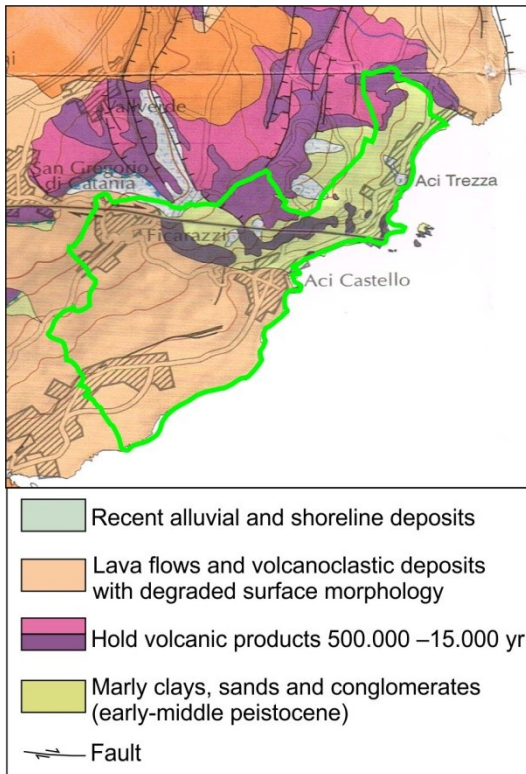 Valverde
San Gregorio
di Catania
Aci Trezza
Ficarazzi
Aci Castello
Recent alluvial and shoreline deposits
Lava flows and volcanoclastic deposits
with degraded surface morphology
Hold volcanic products 500.000 –15.000 yr
Marly clays, sands and conglomerates
(early-middle peistocene)
Fault